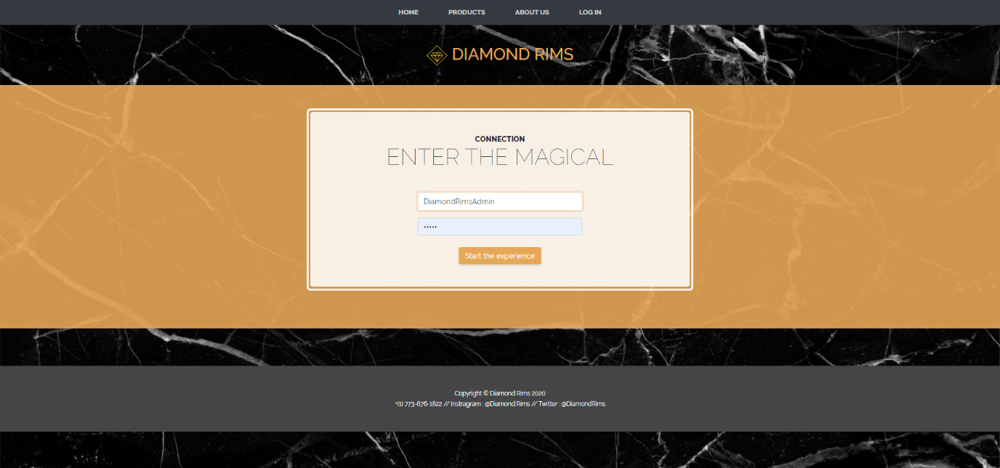 HOME PRODUCTS ABOUT US LOG IN
DIAMOND RIMS
CONNECTION
ENTER THE MAGICAL
DiamondRimsAdmin
•••••
Start the experience
Copyright © Diamond Rims 2020
+(1) 773-676-1622 // Instragram : @Diamond.Rims // Twitter : @DiamondRims